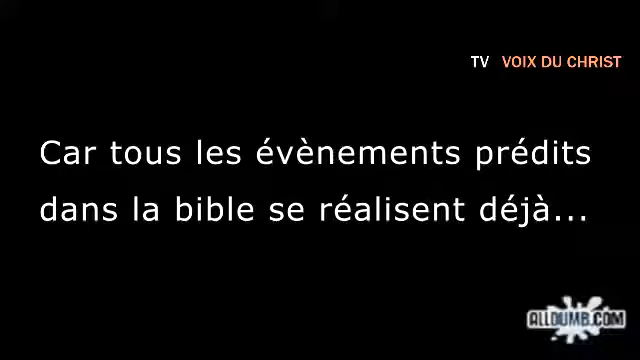 TV VOIX DU CHRIST
Car tous les évènements prédits
dans la bible se réalisent déjà...
ALLDUMB.COM